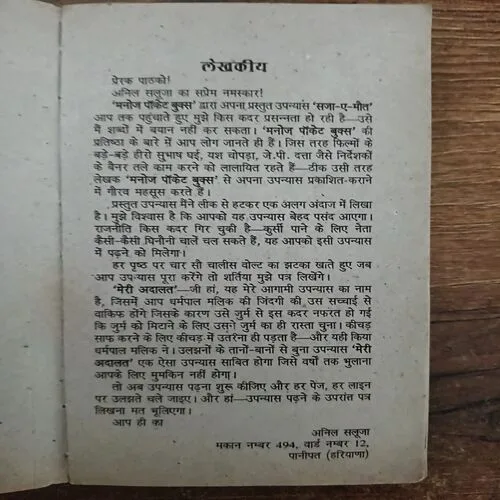 लेखकीय
प्रेरक पाठको!
अनिल सलूजा का सप्रेम नमस्कार!
'मनोज पॉकेट बुक्स' द्वारा अपना प्रस्तुत उपन्यास 'सजा-ए-मौत'
आप तक पहुंचाते हुए मुझे किस कदर प्रसन्नता हो रही है—उसे
मैं शब्दों में बयान नहीं कर सकता। 'मनोज पॉकेट बुक्स' की
प्रतिष्ठा के बारे में आप लोग जानते ही हैं। जिस तरह फिल्मों के
बड़े-बड़े हीरो सुभाष घई, यश चोपड़ा, जे.पी. दत्ता जैसे निर्देशकों
के बैनर तले काम करने को लालायित रहते हैं—ठीक उसी तरह
लेखक 'मनोज पॉकेट बुक्स' से अपना उपन्यास प्रकाशित-कराने
में गौरव महसूस करते हैं।
प्रस्तुत उपन्यास मैंने लीक से हटकर एक अलग अंदाज में लिखा
है। मुझे विश्वास है कि आपको यह उपन्यास बेहद पसंद आएगा।
राजनीति किस कदर गिर चुकी है—कुर्सी पाने के लिए नेता
कैसी-कैसी घिनौनी चालें चल सकते हैं, यह आपको इसी उपन्यास
में पढ़ने को मिलेगा।
हर पृष्ठ पर चार सौ चालीस वोल्ट का झटका खाते हुए जब
आप उपन्यास पूरा करेंगे तो शर्तिया मुझे पत्र लिखेंगे।
'मेरी अदालत'—जी हां, यह मेरे आगामी उपन्यास का नाम
है, जिसमें आप धर्मपाल मलिक की जिंदगी की उस सच्चाई से
वाकिफ होंगे जिसके कारण उसे जुर्म से इस कदर नफरत हो गई
कि जुर्म को मिटाने के लिए उसने जुर्म का ही रास्ता चुना। कीचड़
साफ करने के लिए कीचड़ में उतरना ही पड़ता है—और यही किया
धर्मपाल मलिक ने। उलझनों के तानों-बानों से बुना उपन्यास 'मेरी
अदालत' एक ऐसा उपन्यास साबित होगा जिसे वर्षों तक भुलाना
आपके लिए मुमकिन नहीं होगा।
तो अब उपन्यास पढ़ना शुरू कीजिए और हर पेज, हर लाइन
पर उलझते चले जाइए। और हां—उपन्यास पढ़ने के उपरांत पत्र
लिखना मत भूलिएगा।
आप ही का
अनिल सलूजा
मकान नम्बर 494, वार्ड नम्बर 12,
पानीपत (हरियाणा)